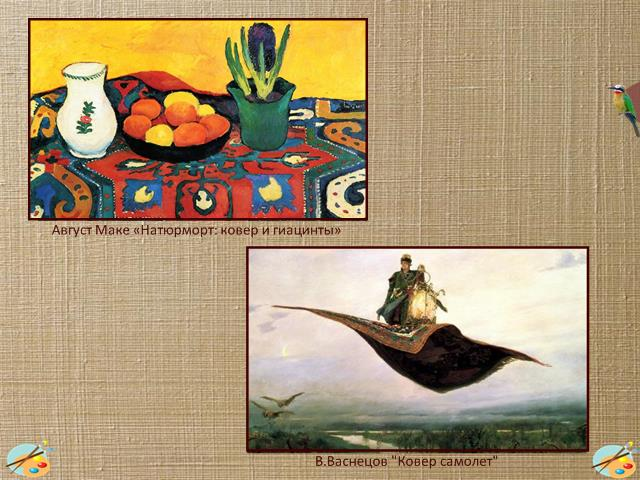 Август Маке «Натюрморт: ковер и гиацинты»
В.Васнецов "Ковер самолет"